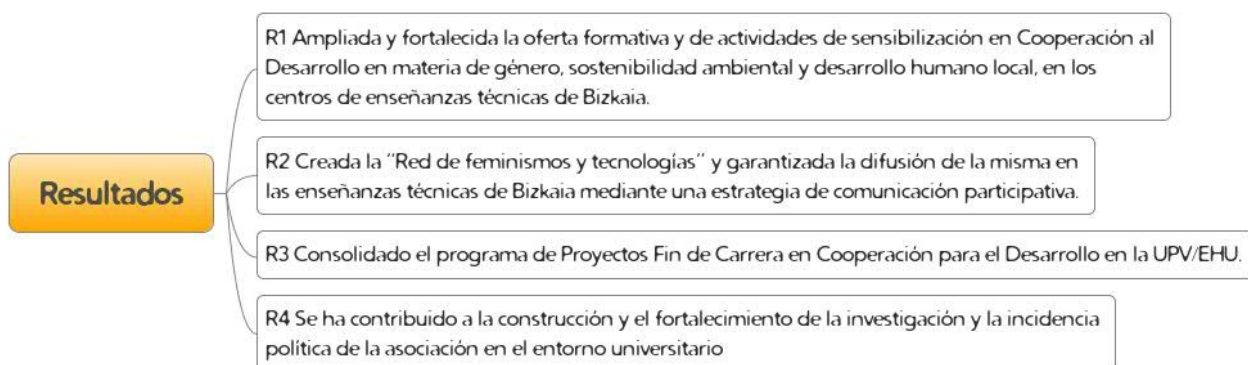 Resultados
R1 Ampliada y fortalecida la oferta formativa y de actividades de sensibilización en Cooperación al
Desarrollo en materia de género, sostenibilidad ambiental y desarrollo humano local, en los
centros de enseñanzas técnicas de Bizkaia.
R2 Creada la "Red de feminismos y tecnologías" y garantizada la difusión de la misma en
las enseñanzas técnicas de Bizkaia mediante una estrategia de comunicación participativa.
R3 Consolidado el programa de Proyectos Fin de Carrera en Cooperación para el Desarrollo en la UPV/EHU.
R4 Se ha contribuido a la construcción y el fortalecimiento de la investigación y la incidencia
política de la asociación en el entorno universitario